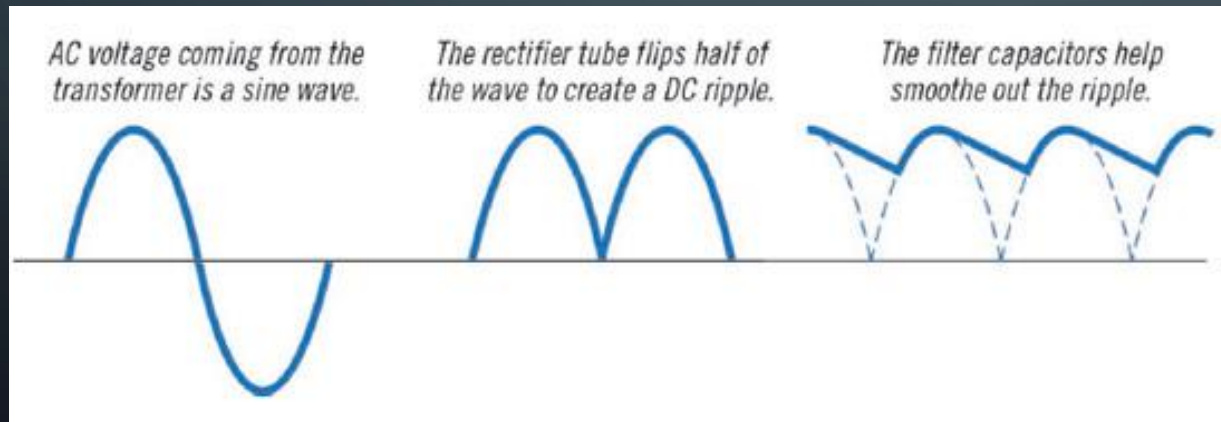 AC voltage coming from the
transformer is a sine wave.
The rectifier tube flips half of
the wave to create a DC ripple.
The filter capacitors help
smoothe out the ripple.